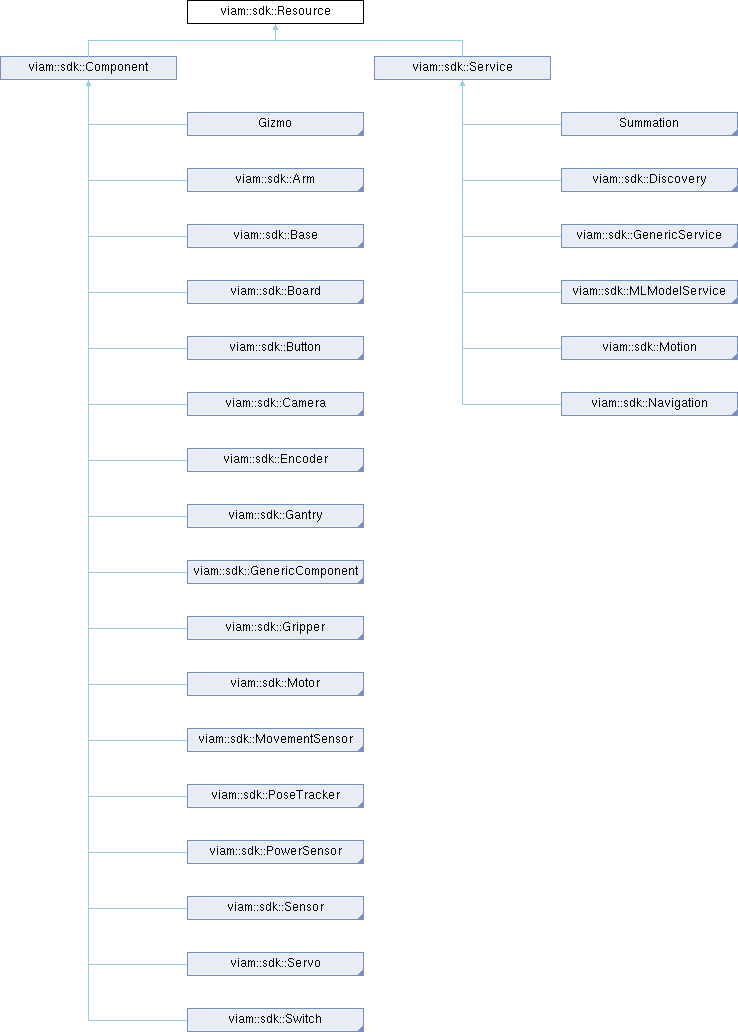 viam::sdk::Resource
viam::sdk::Component
viam::sdk::Service
Gizmo
Summation
viam::sdk::Arm
viam::sdk::Discovery
viam::sdk::Base
viam::sdk::GenericService
viam::sdk::Board
viam::sdk::MLModelService
viam::sdk::Button
viam::sdk::Motion
viam::sdk::Camera
viam::sdk::Navigation
viam::sdk::Encoder
viam::sdk::Gantry
viam::sdk::GenericComponent
viam::sdk::Gripper
viam::sdk::Motor
viam::sdk::MovementSensor
viam::sdk::PoseTracker
viam::sdk::PowerSensor
viam::sdk::Sensor
viam::sdk::Servo
viam::sdk::Switch